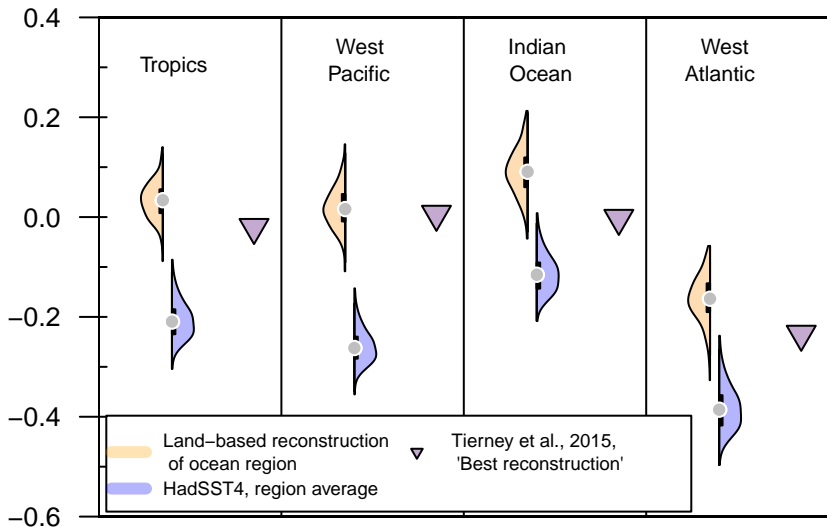 0.4
0.2
0.0
−0.2
−0.4
−0.6
Tropics
West
Pacific
Indian
Ocean
West
Atlantic
Land−based reconstruction
of ocean region
HadSST4, region average
Tierney et al., 2015,
'Best reconstruction'